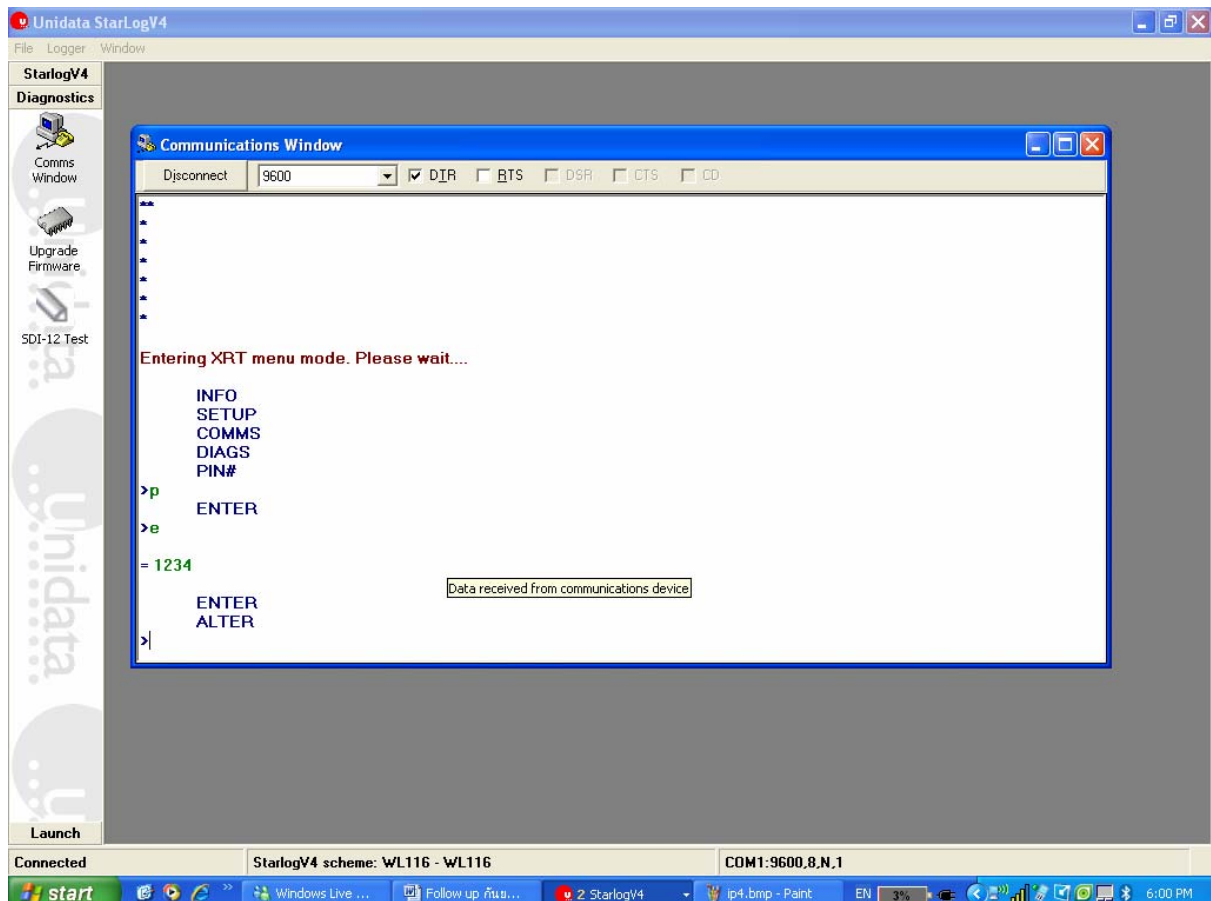 Unidata StarLogV4
File Logger Window
StarlogV4
Diagnostics
Comms
Window
Upgrade
Firmware
SDI-12 Test
Communications Window
Disconnect 9600 DTR RTS DSR CTS CD
**
*
*
*
*
*
*
Entering XRT menu mode. Please wait....
INFO
SETUP
COMMS
DIAGS
PIN#
>p
ENTER
>e
= 1234
Data received from communications device
ENTER
ALTER
>
Unidata
Unidata
Launch
Connected StarlogV4 scheme: WL116 - WL116 COM1:9600,8,N,1
start Windows Live ... Follow up 2 StarlogV4 ip4.bmp - Paint EN 3% 6:00 PM